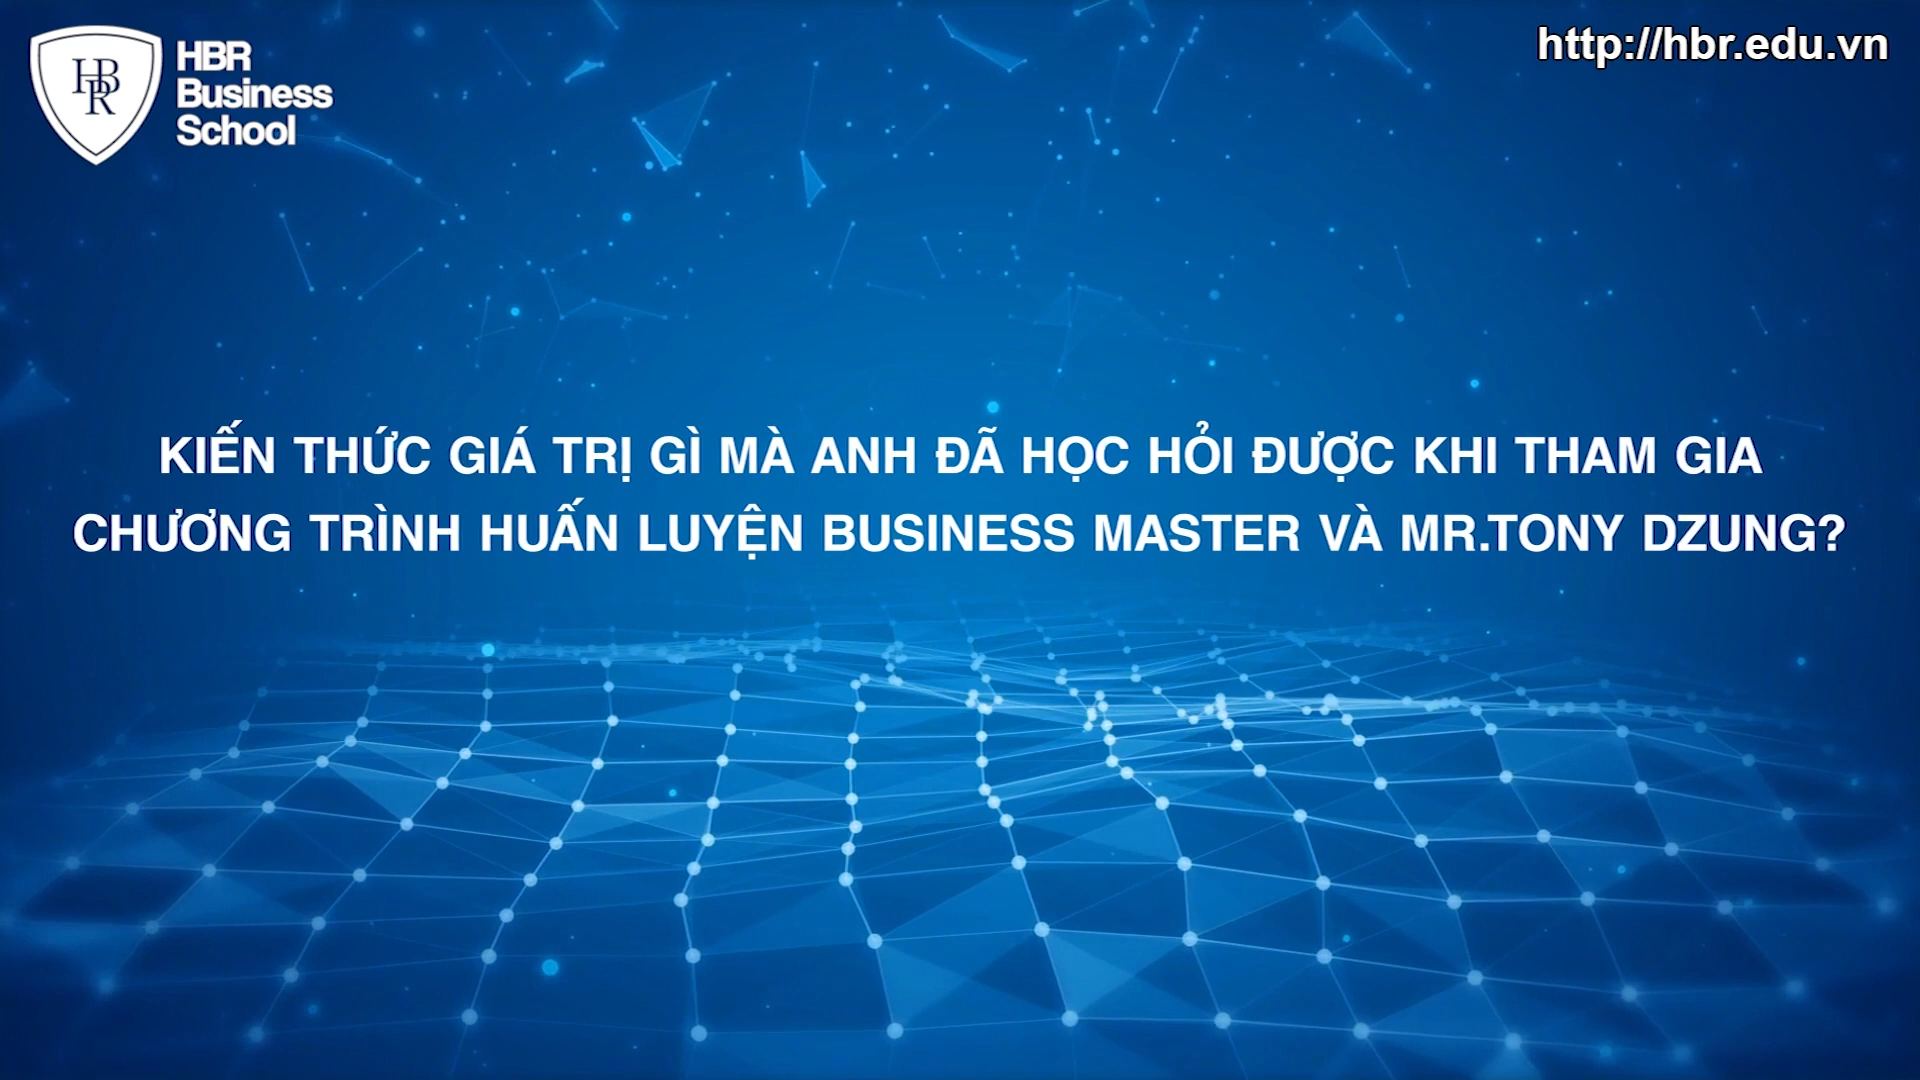 HBR
Business
School
http://hbr.edu.vn
KIẾN THỨC GIÁ TRỊ GÌ MÀ ANH ĐÃ HỌC HỎI ĐƯỢC KHI THAM GIA
CHƯƠNG TRÌNH HUẤN LUYỆN BUSINESS MASTER VÀ MR.TONY DZUNG?